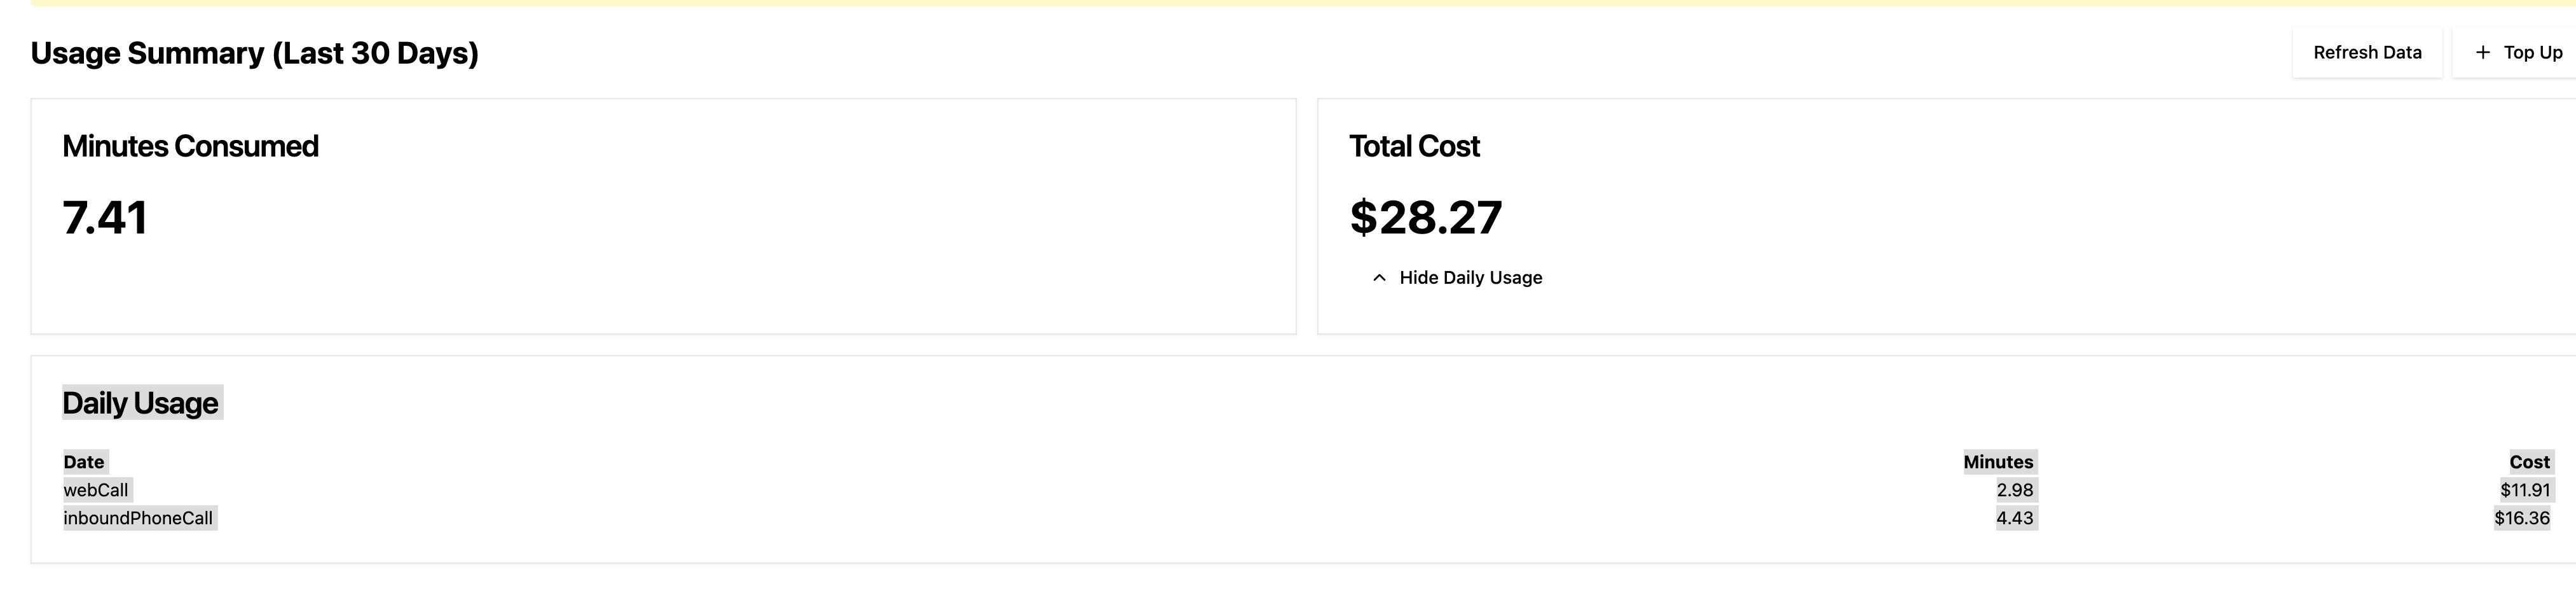 Usage Summary (Last 30 Days)
Refresh Data
+ Top Up
Minutes Consumed
7.41
Total Cost
$28.27
Hide Daily Usage
Daily Usage
Date Minutes Cost
webCall 2.98 $11.91
inboundPhoneCall 4.43 $16.36